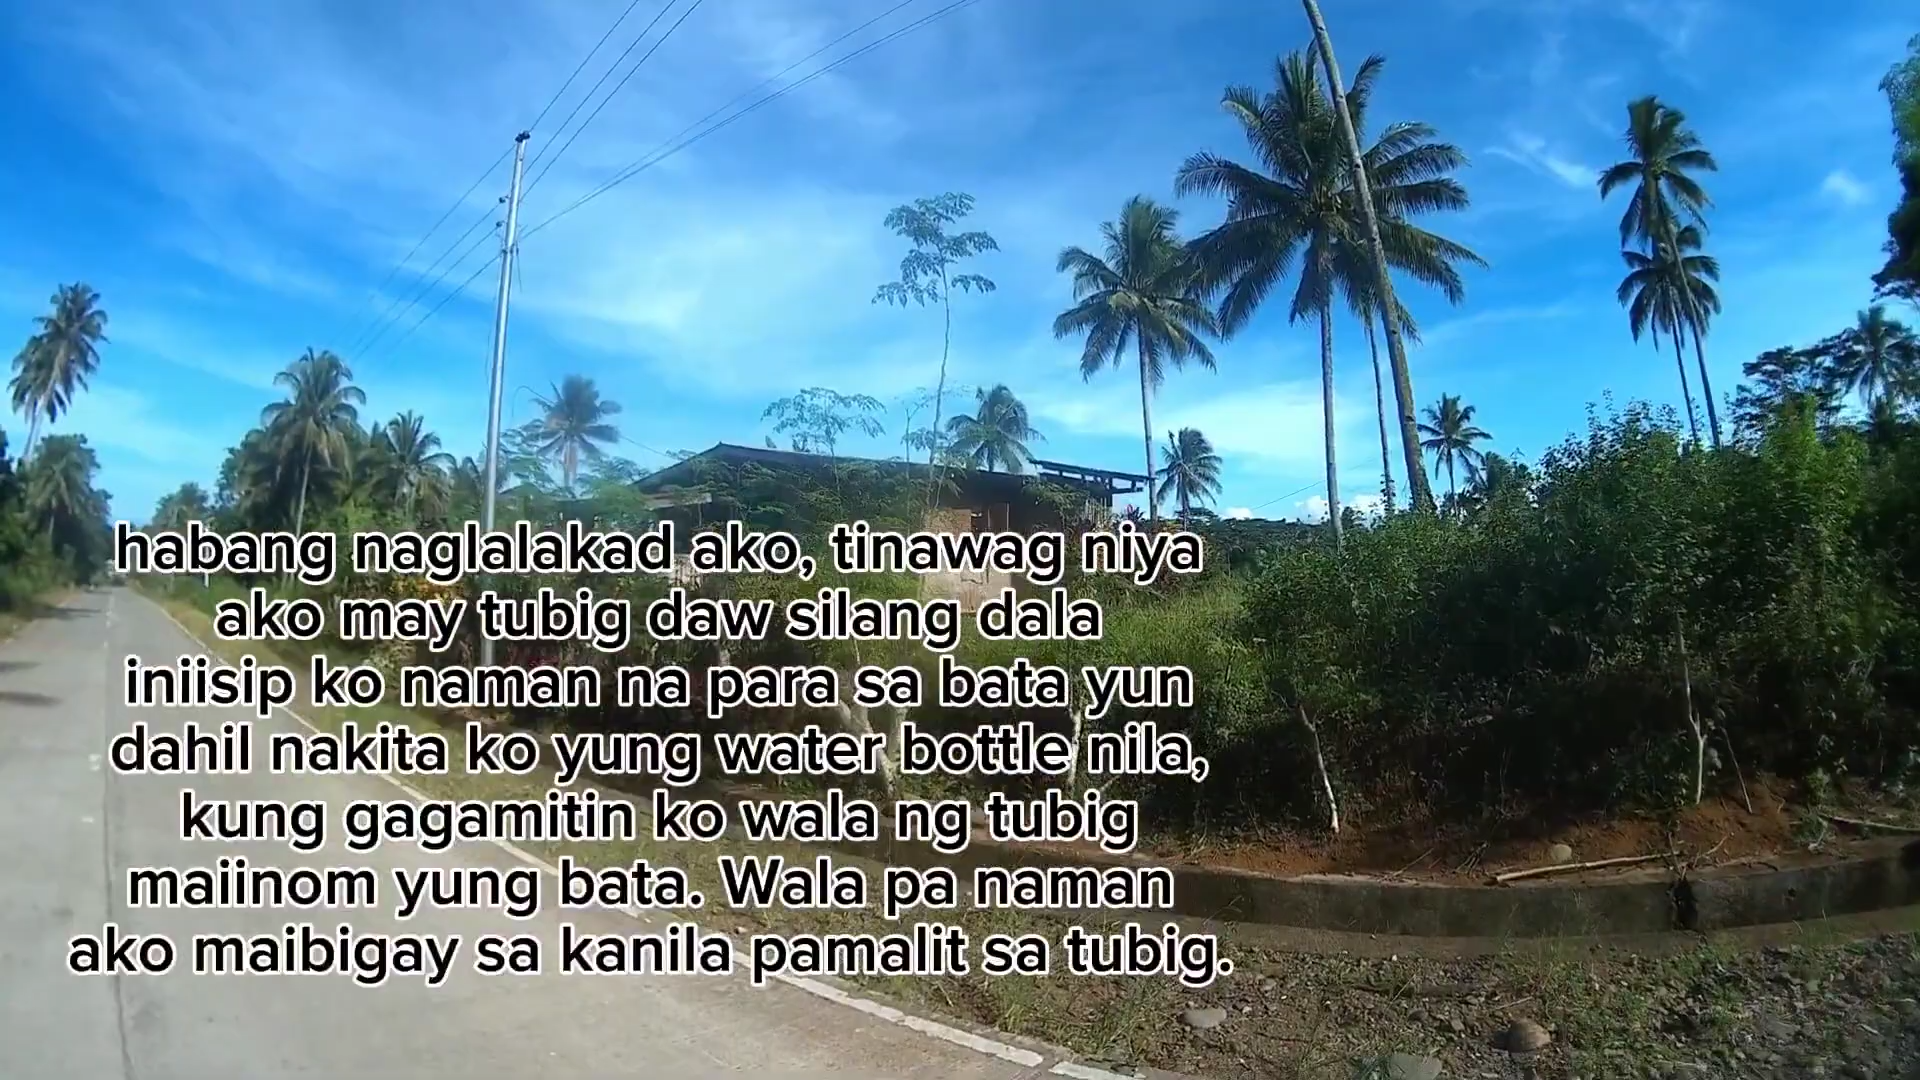 habang naglalakad ako, tinawag niya
ako may tubig daw silang dala
iniisip ko naman na para sa bata yun
dahil nakita ko yung water bottle nila,
kung gagamitin ko wala ng tubig
maiinom yung bata. Wala pa naman
ako maibigay sa kanila pamalit sa tubig.